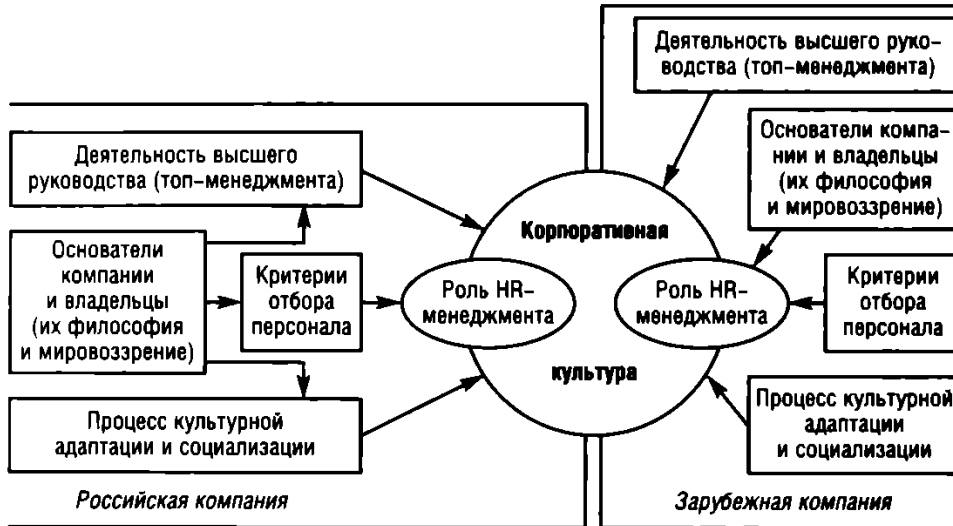 Деятельность высшего руко-
водства (топ-менеджмента)
Основатели компа-
нии и владельцы
(их философия
и мировоззрение)
Деятельность высшего
руководства (топ-менеджмента)
Основатели
компании
и владельцы
(их философия
и мировоззрение)
Критерии
отбора
персонала
Корпоративная
культура
Роль HR-
менеджмента
Роль HR-
менеджмента
Критерии
отбора
персонала
Процесс культурной
адаптации и социализации
Процесс культурной
адаптации
и социализации
Российская компания
Зарубежная компания